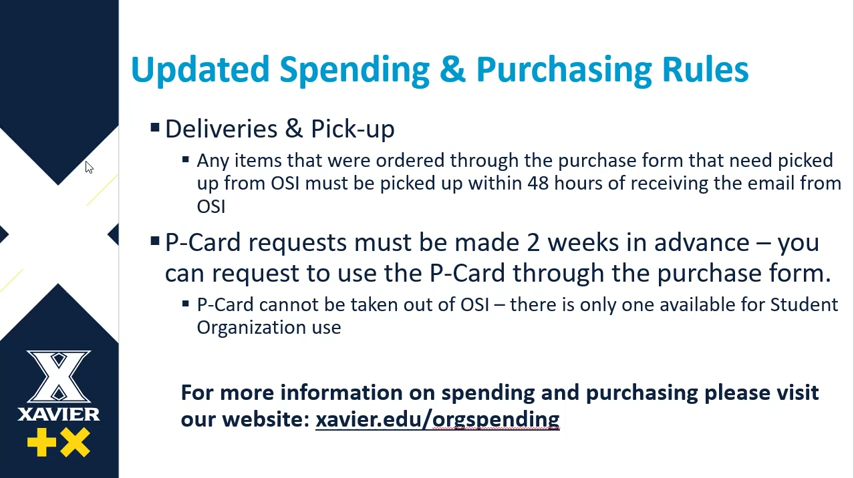 Updated Spending & Purchasing Rules
Deliveries & Pick-up
Any items that were ordered through the purchase form that need picked
up from OSI must be picked up within 48 hours of receiving the email from
OSI
P-Card requests must be made 2 weeks in advance – you
can request to use the P-Card through the purchase form.
P-Card cannot be taken out of OSI – there is only one available for Student
Organization use
For more information on spending and purchasing please visit
our website: xavier.edu/orgspending
X
XAVIER